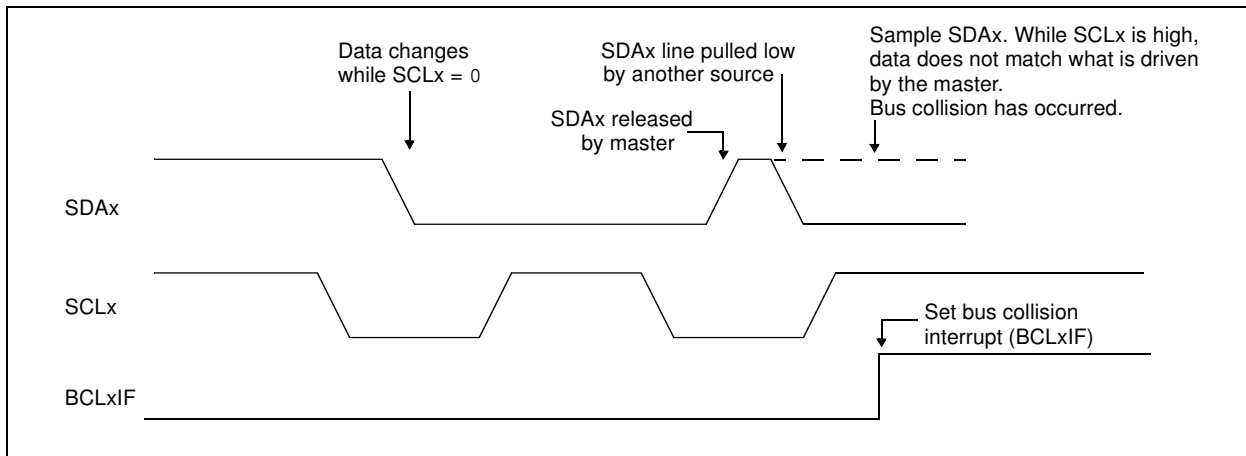 Data changes
while SCLx = 0
SDAx line pulled low
by another source
SDAx released
by master
Sample SDAx. While SCLx is high,
data does not match what is driven
by the master.
Bus collision has occurred.
SDAx
SCLx
Set bus collision
interrupt (BCLxIF)
BCLxIF